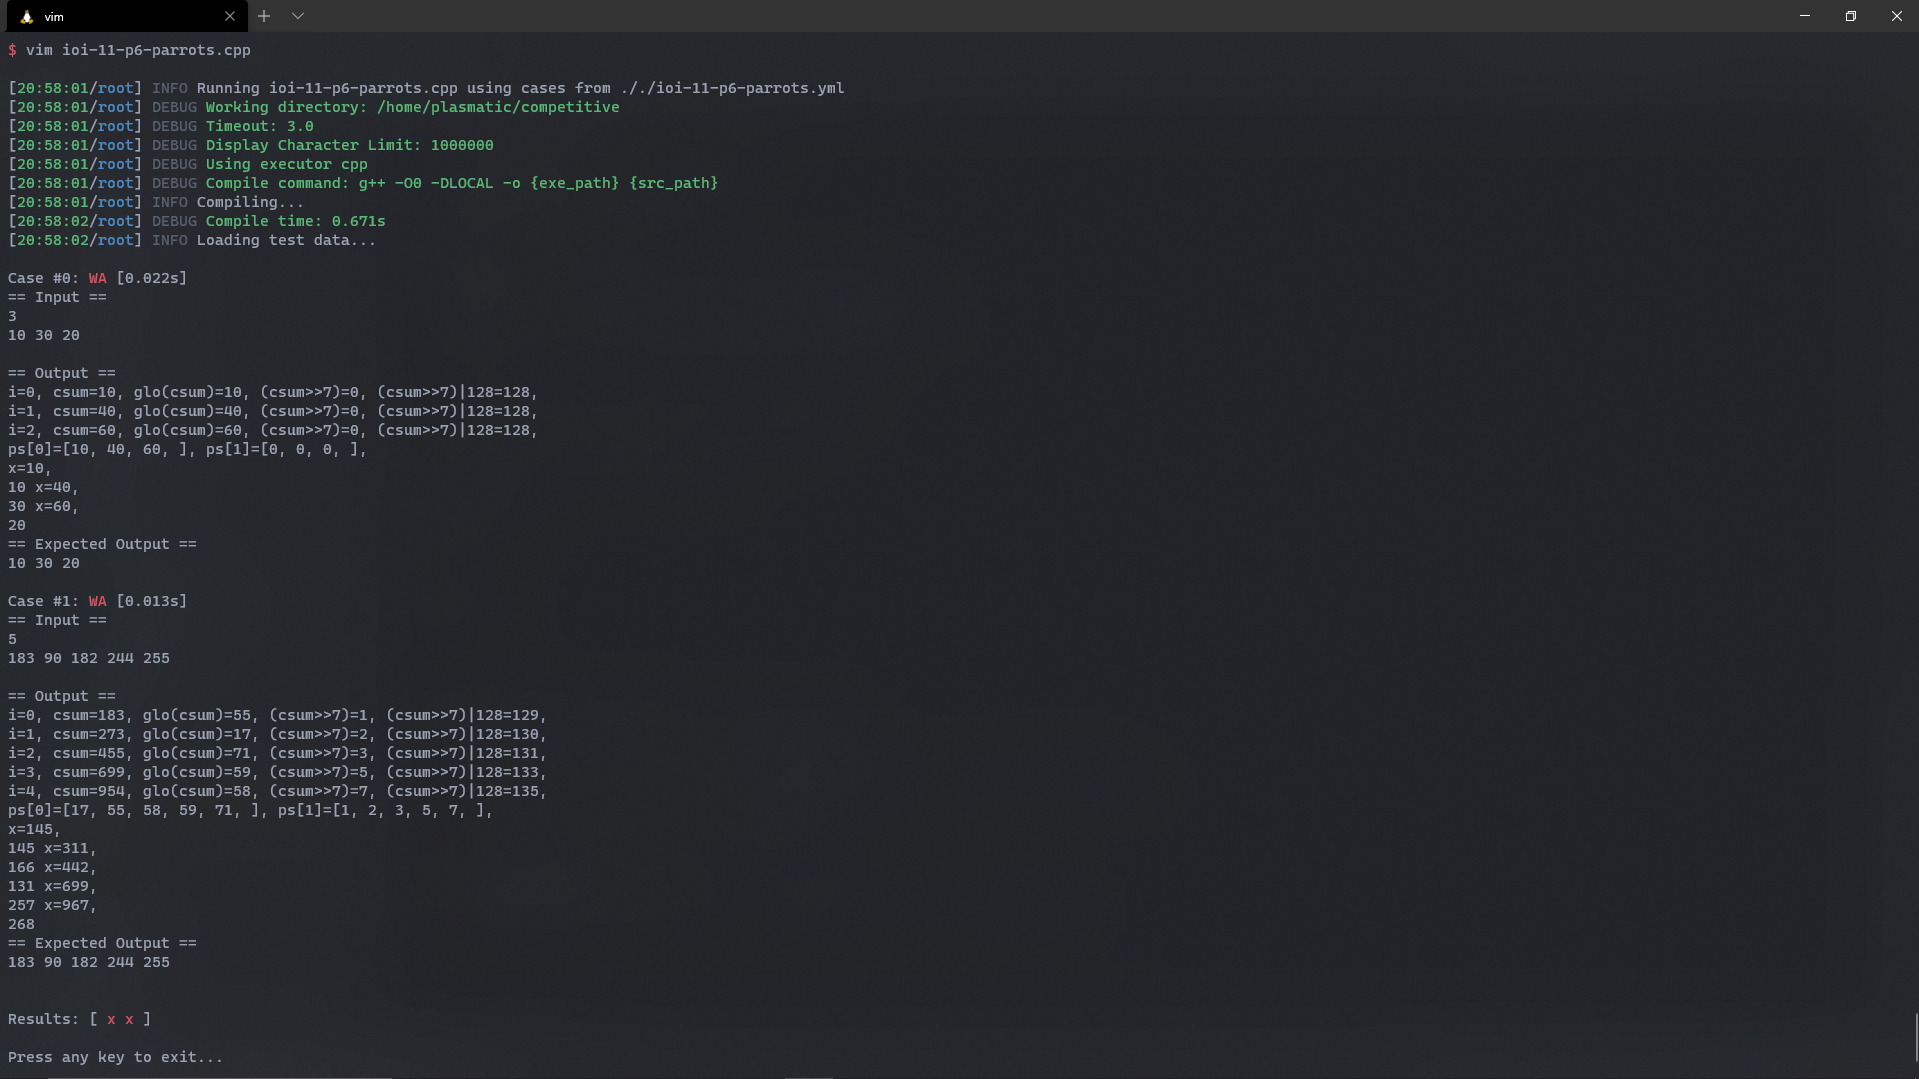 vim
$ vim ioi-11-p6-parrots.cpp
[20:58:01/root] INFO Running ioi-11-p6-parrots.cpp using cases from ././ioi-11-p6-parrots.yml
[20:58:01/root] DEBUG Working directory: /home/plasmatic/competitive
[20:58:01/root] DEBUG Timeout: 3.0
[20:58:01/root] DEBUG Display Character Limit: 1000000
[20:58:01/root] DEBUG Using executor cpp
[20:58:01/root] DEBUG Compile command: g++ -O0 -DLOCAL -o {exe_path} {src_path}
[20:58:01/root] INFO Compiling...
[20:58:02/root] DEBUG Compile time: 0.671s
[20:58:02/root] INFO Loading test data...
Case #0: WA [0.022s]
== Input ==
3
10 30 20
== Output ==
i=0, csum=10, glo(csum)=10, (csum>>7)=0, (csum>>7)|128=128,
i=1, csum=40, glo(csum)=40, (csum>>7)=0, (csum>>7)|128=128,
i=2, csum=60, glo(csum)=60, (csum>>7)=0, (csum>>7)|128=128,
ps[0]=[10, 40, 60, ], ps[1]=[0, 0, 0, ],
x=10,
10 x=40,
30 x=60,
20
== Expected Output ==
10 30 20
Case #1: WA [0.013s]
== Input ==
5
183 90 182 244 255
== Output ==
i=0, csum=183, glo(csum)=55, (csum>>7)=1, (csum>>7)|128=129,
i=1, csum=273, glo(csum)=17, (csum>>7)=2, (csum>>7)|128=130,
i=2, csum=455, glo(csum)=71, (csum>>7)=3, (csum>>7)|128=131,
i=3, csum=699, glo(csum)=59, (csum>>7)=5, (csum>>7)|128=133,
i=4, csum=954, glo(csum)=58, (csum>>7)=7, (csum>>7)|128=135,
ps[0]=[17, 55, 58, 59, 71, ], ps[1]=[1, 2, 3, 5, 7, ],
x=145,
145 x=311,
166 x=442,
131 x=699,
257 x=967,
268
== Expected Output ==
183 90 182 244 255
Results: [ x x ]
Press any key to exit...